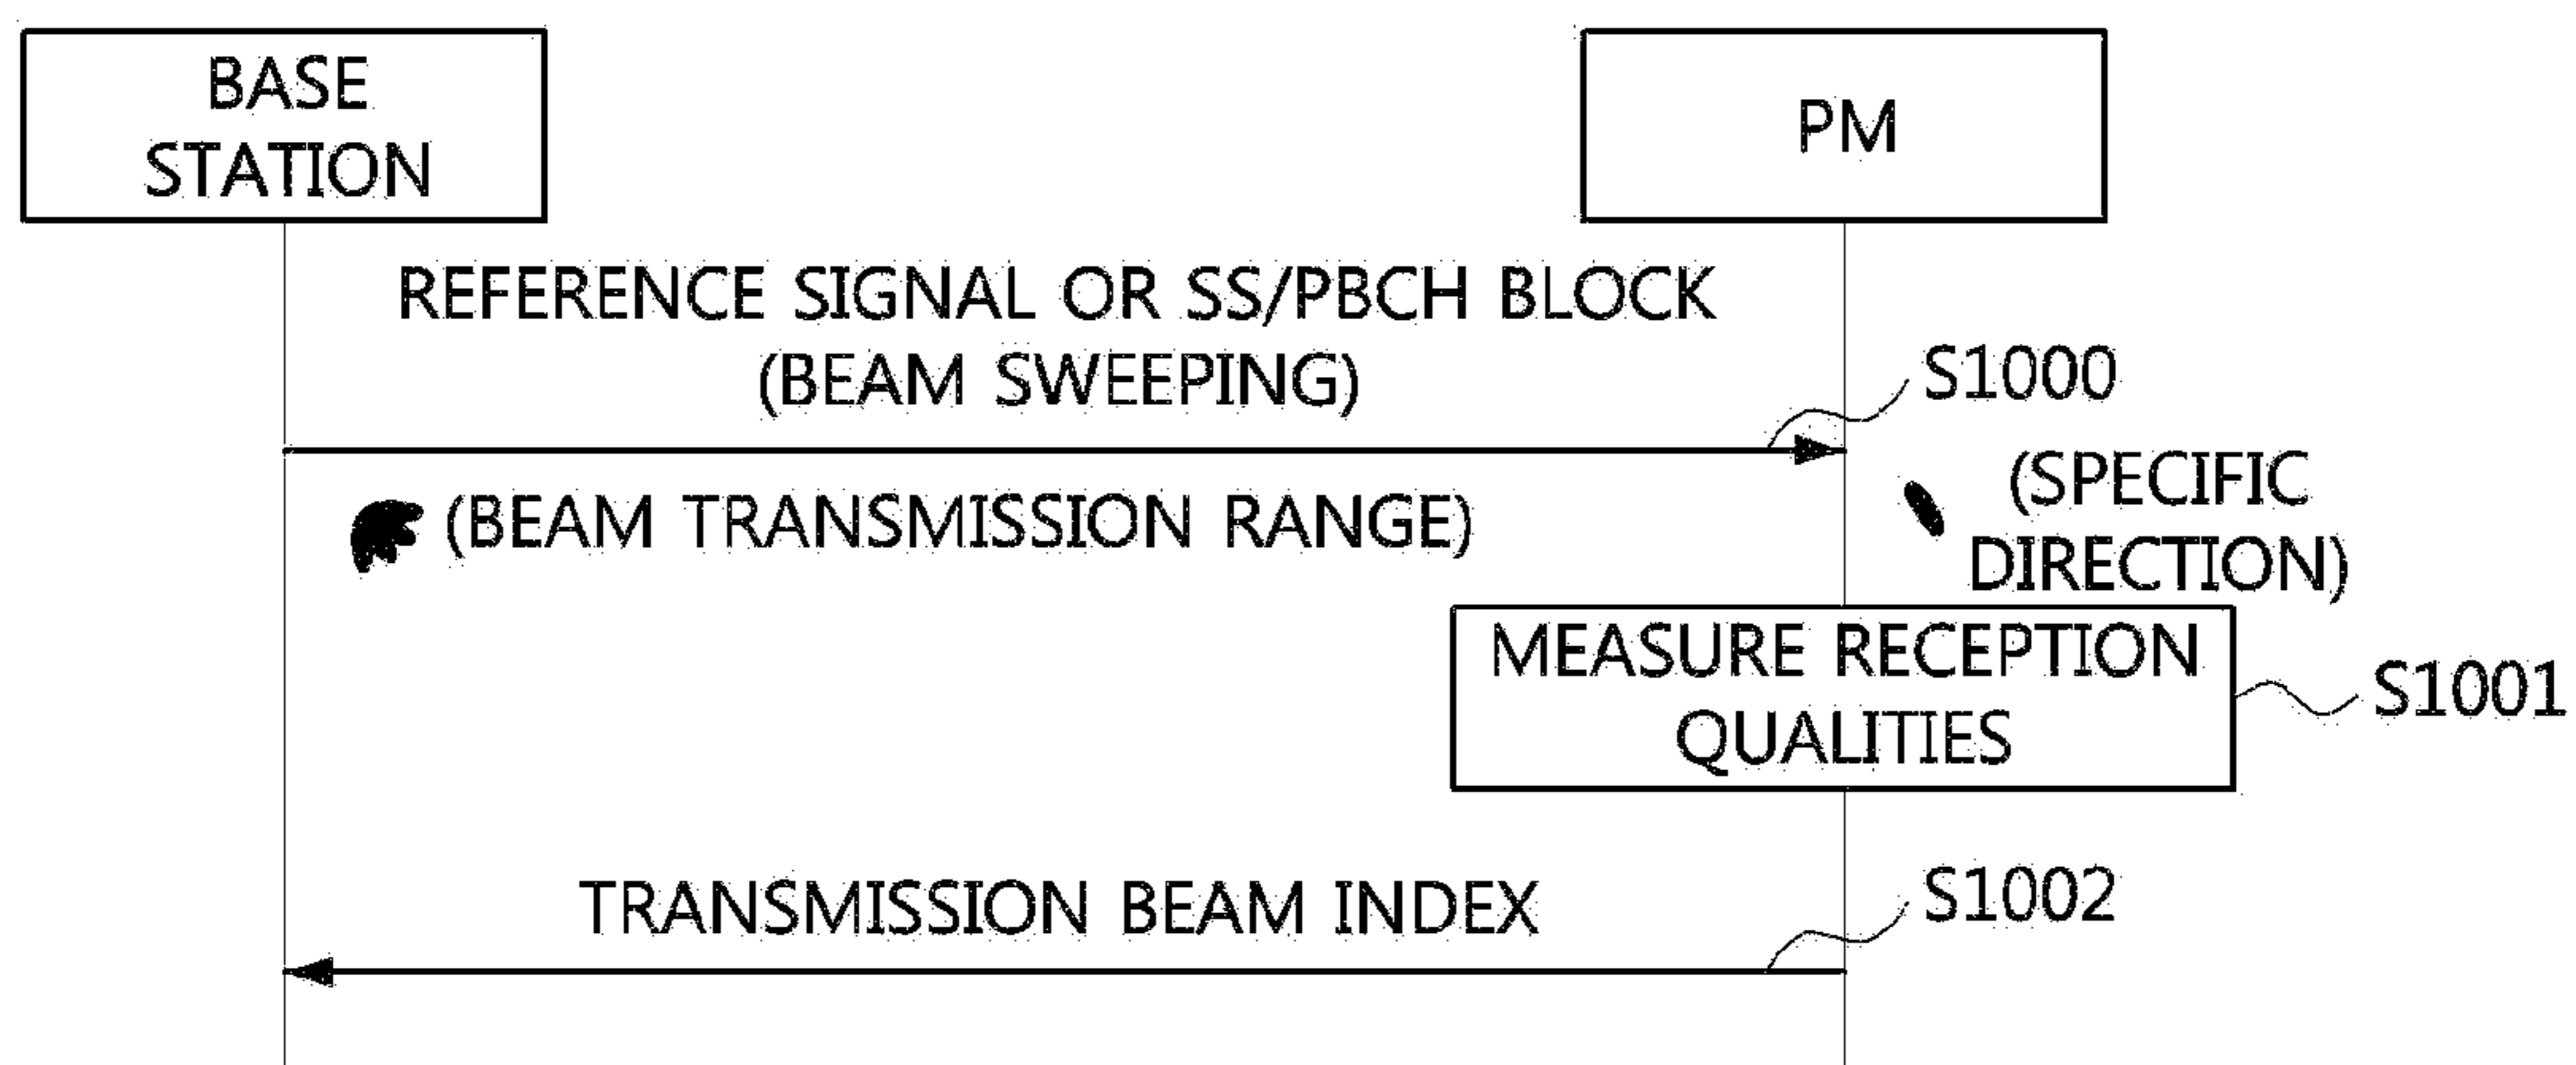 BASE
STATION
PM
REFERENCE SIGNAL OR SS/PBCH BLOCK
(BEAM SWEEPING)
S1000
(BEAM TRANSMISSION RANGE)
(SPECIFIC
DIRECTION)
MEASURE RECEPTION
QUALITIES
S1001
TRANSMISSION BEAM INDEX
S1002